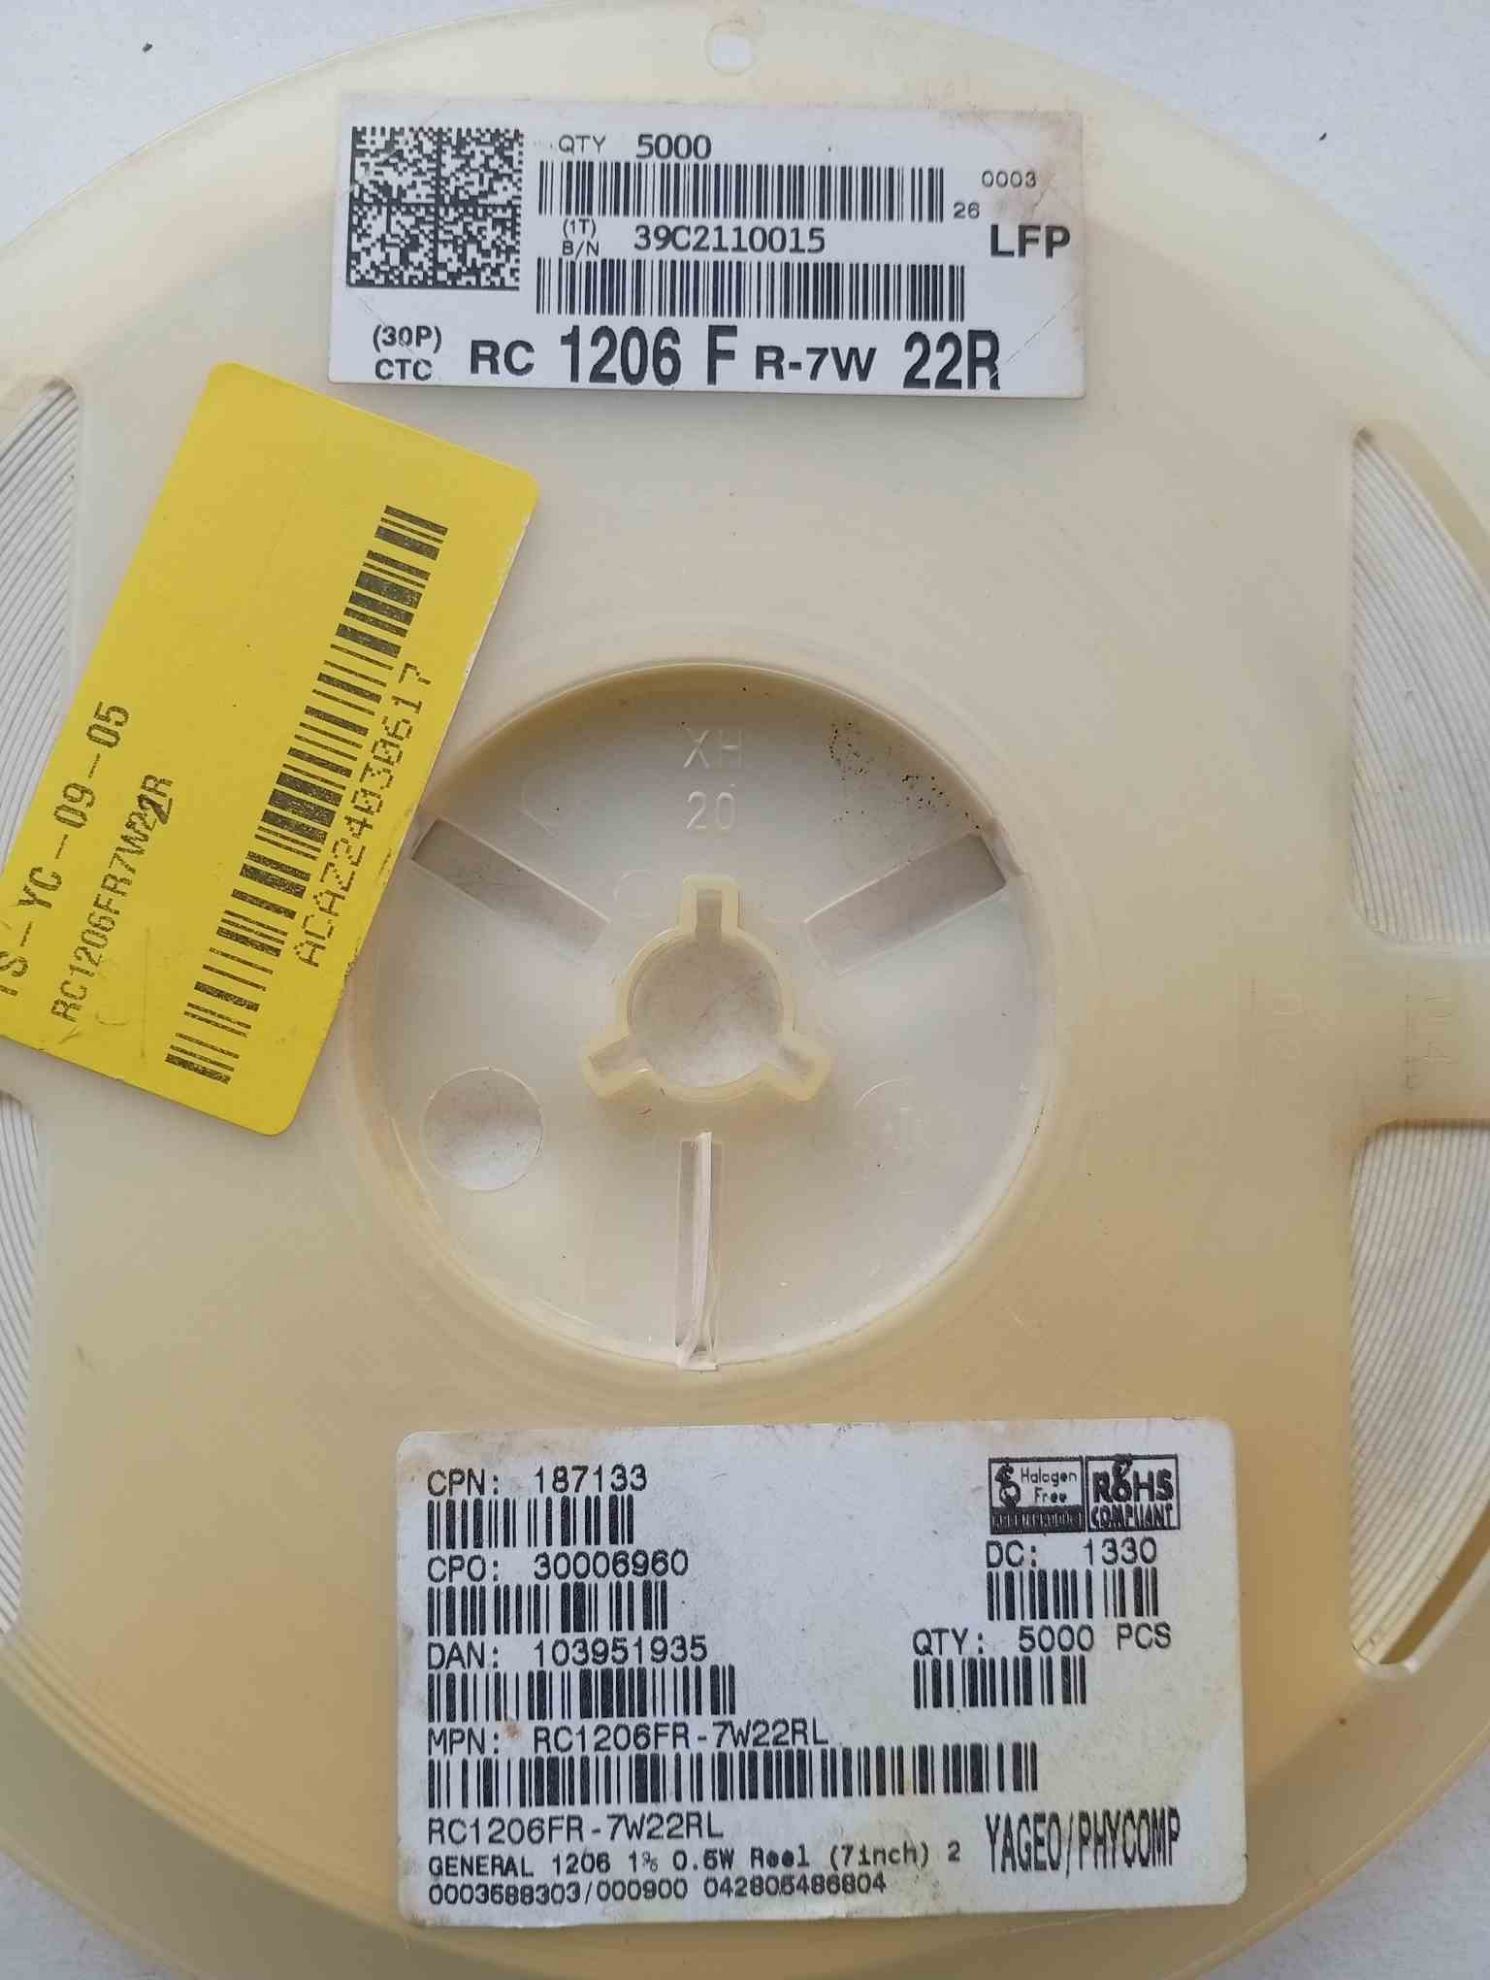 QTY 5000
0003
26
(1T)
B/N 39C2110015
LFP
(30P)
CTC RC 1206 F R-7W 22R
YC-09-05
RC1206FR7W22R
ACAZ2403D0617
XH
20
CPN: 187133
Halogen
Free
ROHS
COMPLIANT
CPO: 30006960
DC: 1330
DAN: 103951935
QTY: 5000 PCS
MPN: RC1206FR-7W22RL
RC1206FR-7W22RL
YAGEO/PHYCOMP
GENERAL 1206 1% 0.5W Reel (7inch) 2
0003688303/000900 042805486804